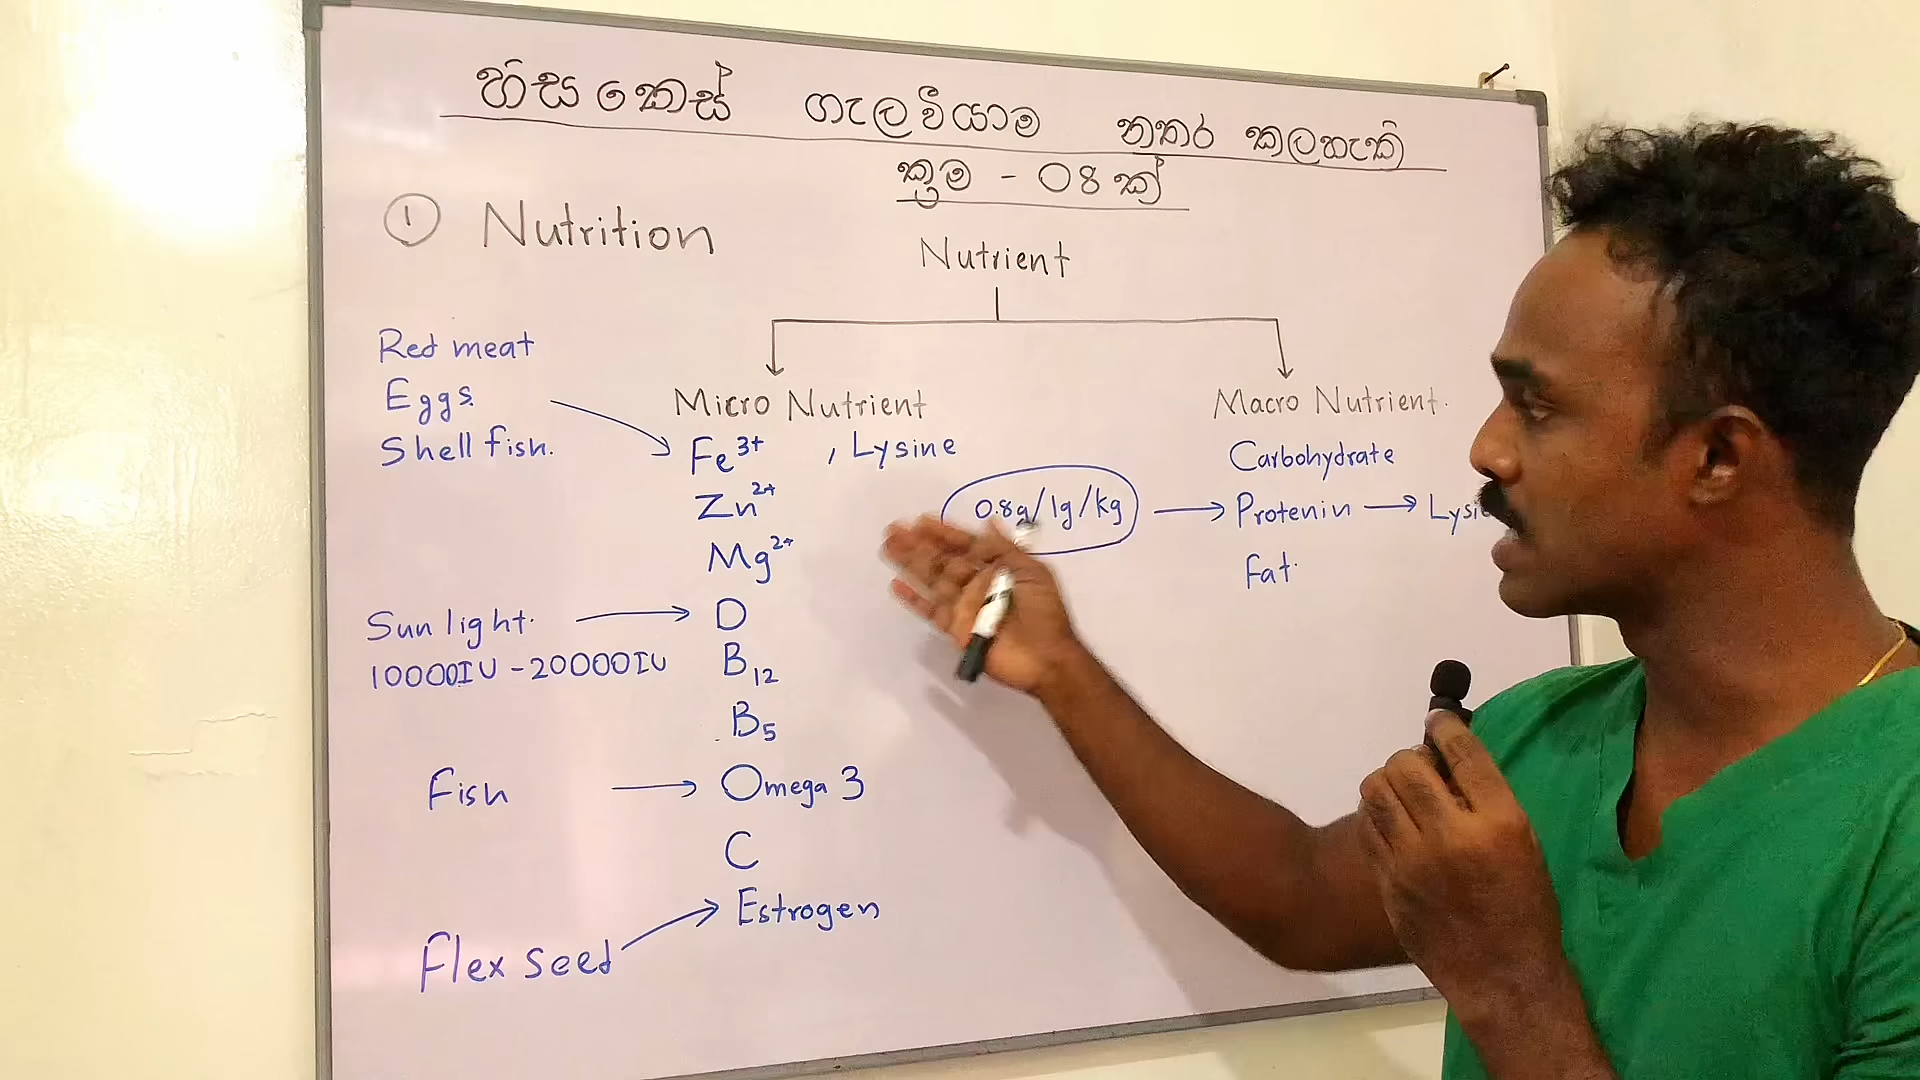 හිසකෙස් ගැලවීයාම නතර කලහැකි
ක්‍රම - 08ක්
① Nutrition
Nutrient
Micro Nutrient
Macro Nutrient.
Red meat
Eggs.
Shell fish.
Fe³⁺ , Lysine
Zn²⁺
Mg²⁺
Carbohydrate
0.8g/1g/kg → Protenin → Lysi
Fat.
Sun light. → D
10000IU - 20000IU
B₁₂
B₅
Fish → Omega 3
C
Flex seed → Estrogen